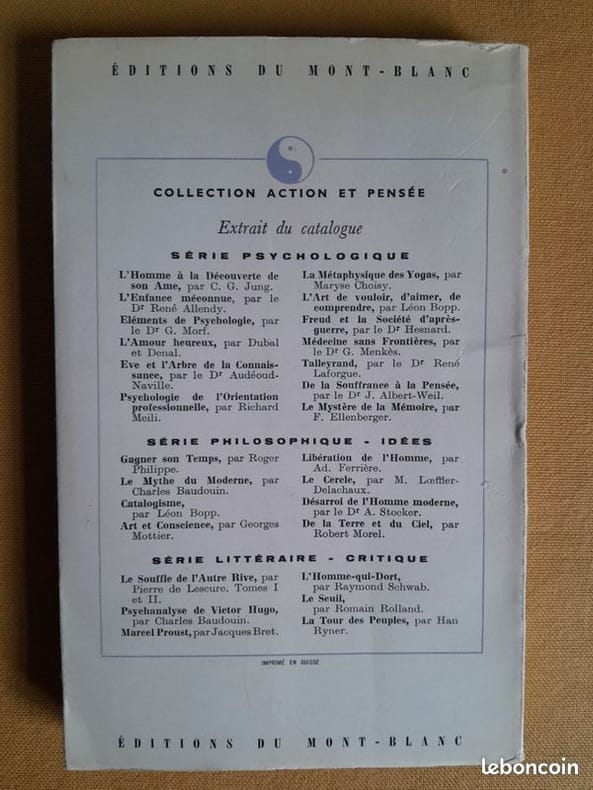 ÉDITIONS DU MONT-BLANC
COLLECTION ACTION ET PENSÉE
Extrait du catalogue
SÉRIE PSYCHOLOGIQUE
L'Homme à la Découverte de
son Ame, par C. G. Jung.
L'Enfance méconnue, par le
Dr René Allendy.
Eléments de Psychologie, par
le Dr G. Morf.
L'Amour heureux, par Dubal
et Denal.
Eve et l'Arbre de la Connais-
sance, par le Dr Audéoud-
Naville.
Psychologie de l'Orientation
professionnelle, par Richard
Meili.
La Métaphysique des Yogas, par
Maryse Choisy.
L'Art de vouloir, d'aimer, de
comprendre, par Léon Bopp.
Freud et la Société d'après-
guerre, par le Dr Hesnard.
Médecine sans Frontières, par
le Dr G. Menkès.
Talleyrand, par le Dr René
Laforgue.
De la Souffrance à la Pensée,
par le Dr J. Albert-Weil.
Le Mystère de la Mémoire, par
F. Ellenberger.
SÉRIE PHILOSOPHIQUE - IDÉES
Gagner son Temps, par Roger
Philippe.
Le Mythe du Moderne, par
Charles Baudouin.
Catalogisme,
par Léon Bopp.
Art et Conscience, par Georges
Mottier.
Libération de l'Homme, par
Ad. Ferrière.
Le Cercle, par M. Lœffler-
Delachaux.
Désarroi de l'Homme moderne,
par le Dr A. Stocker.
De la Terre et du Ciel, par
Robert Morel.
SÉRIE LITTÉRAIRE - CRITIQUE
Le Souffle de l'Autre Rive, par
Pierre de Lescure. Tomes I
et II.
Psychanalyse de Victor Hugo,
par Charles Baudouin.
Marcel Proust, par Jacques Bret.
L'Homme-qui-Dort,
par Raymond Schwab.
Le Seuil,
par Romain Rolland.
La Tour des Peuples, par Han
Ryner.
IMPRIMÉ EN SUISSE
ÉDITIONS DU MONT-BLANC
leboncoin